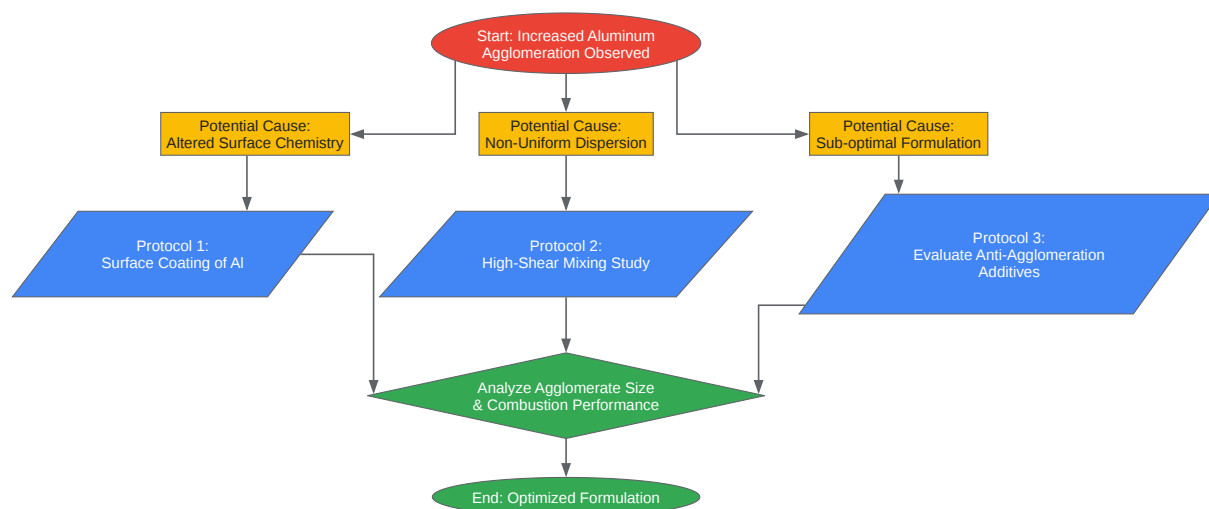 Start: Increased Aluminum
Agglomeration Observed
Potential Cause:
Altered Surface Chemistry
Potential Cause:
Non-Uniform Dispersion
Potential Cause:
Sub-optimal Formulation
Protocol 1:
Surface Coating of Al
Protocol 2:
High-Shear Mixing Study
Protocol 3:
Evaluate Anti-Agglomeration
Additives
Analyze Agglomerate Size
& Combustion Performance
End: Optimized Formulation